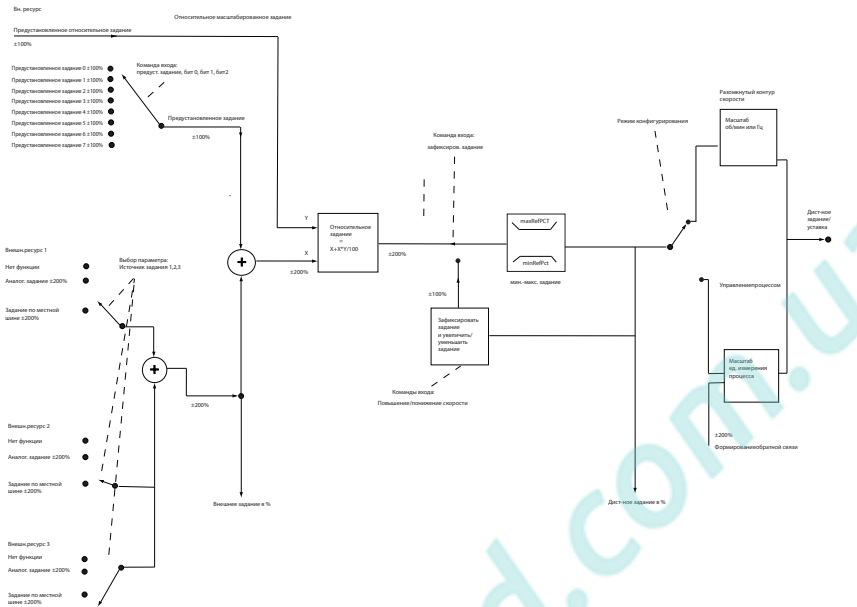 Вн. ресурс
Относительное масштабированное задание
Предустановленное относительное задание
±100%
Предустановленное задание 0 ±100%
Предустановленное задание 1 ±100%
Предустановленное задание 2 ±100%
Предустановленное задание 3 ±100%
Предустановленное задание 4 ±100%
Предустановленное задание 5 ±100%
Предустановленное задание 6 ±100%
Предустановленное задание 7 ±100%
Команда входа:
предуст. задание, бит 0, бит 1, бит2
Предустановленное задание
±100%
Y
X
±200%
Относительное
задание
=
X+X*Y/100
±200%
Команда входа:
зафиксиров. задание
maxRefPCT
minRefPct
мин.-макс. задание
±100%
Зафиксировать
задание
и увеличить/
уменьшить
задание
Команды входа:
Повышение/понижение скорости
Режим конфигурирования
Разомкнутый контур
скорости
Масштаб
об/мин или Гц
Дист-ное
задание/
уставка
Управлениепроцессом
Масштаб
ед. измерения
процесса
±200%
Формированиеобратной связи
Дист-ное задание в %
Внешн.ресурс 1
Нет функции
Аналог. задание ±200%
Задание по местной
шине ±200%
Выбор параметра:
Источник задания 1,2,3
+
+
±200%
Внешнее задание в %
Внешн.ресурс 2
Нет функции
Аналог. задание ±200%
Задание по местной
шине ±200%
Внешн.ресурс 3
Нет функции
Аналог. задание ±200%
Задание по местной
шине ±200%
d.com.u